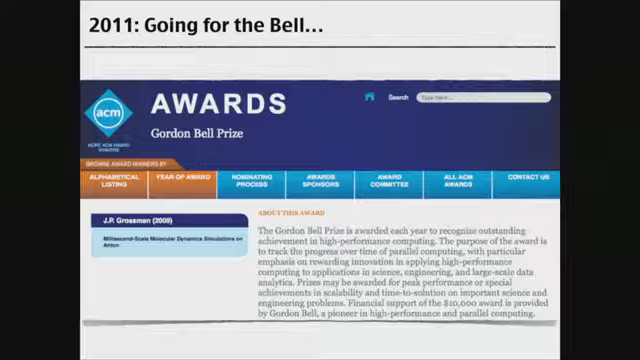 2011: Going for the Bell...
acm
AWARDS
Gordon Bell Prize
Search
MORE ACM AWARD
WINNERS
BROWSE AWARD WINNERS BY
ALPHABETICAL
LISTING
YEAR OF AWARD
NOMINATING
PROCESS
AWARDS
SPONSORS
AWARD
COMMITTEE
ALL ACM
AWARDS
CONTACT US
J.P. Grossman (2009)
Millisecond-Scale Molecular Dynamics Simulations on
Anton
ABOUT THIS AWARD
The Gordon Bell Prize is awarded each year to recognize outstanding
achievement in high-performance computing. The purpose of the award is
to track the progress over time of parallel computing, with particular
emphasis on rewarding innovation in applying high-performance
computing to applications in science, engineering, and large-scale data
analytics. Prizes may be awarded for peak performance or special
achievements in scalability and time-to-solution on important science and
engineering problems. Financial support of the $10,000 award is provided
by Gordon Bell, a pioneer in high-performance and parallel computing.